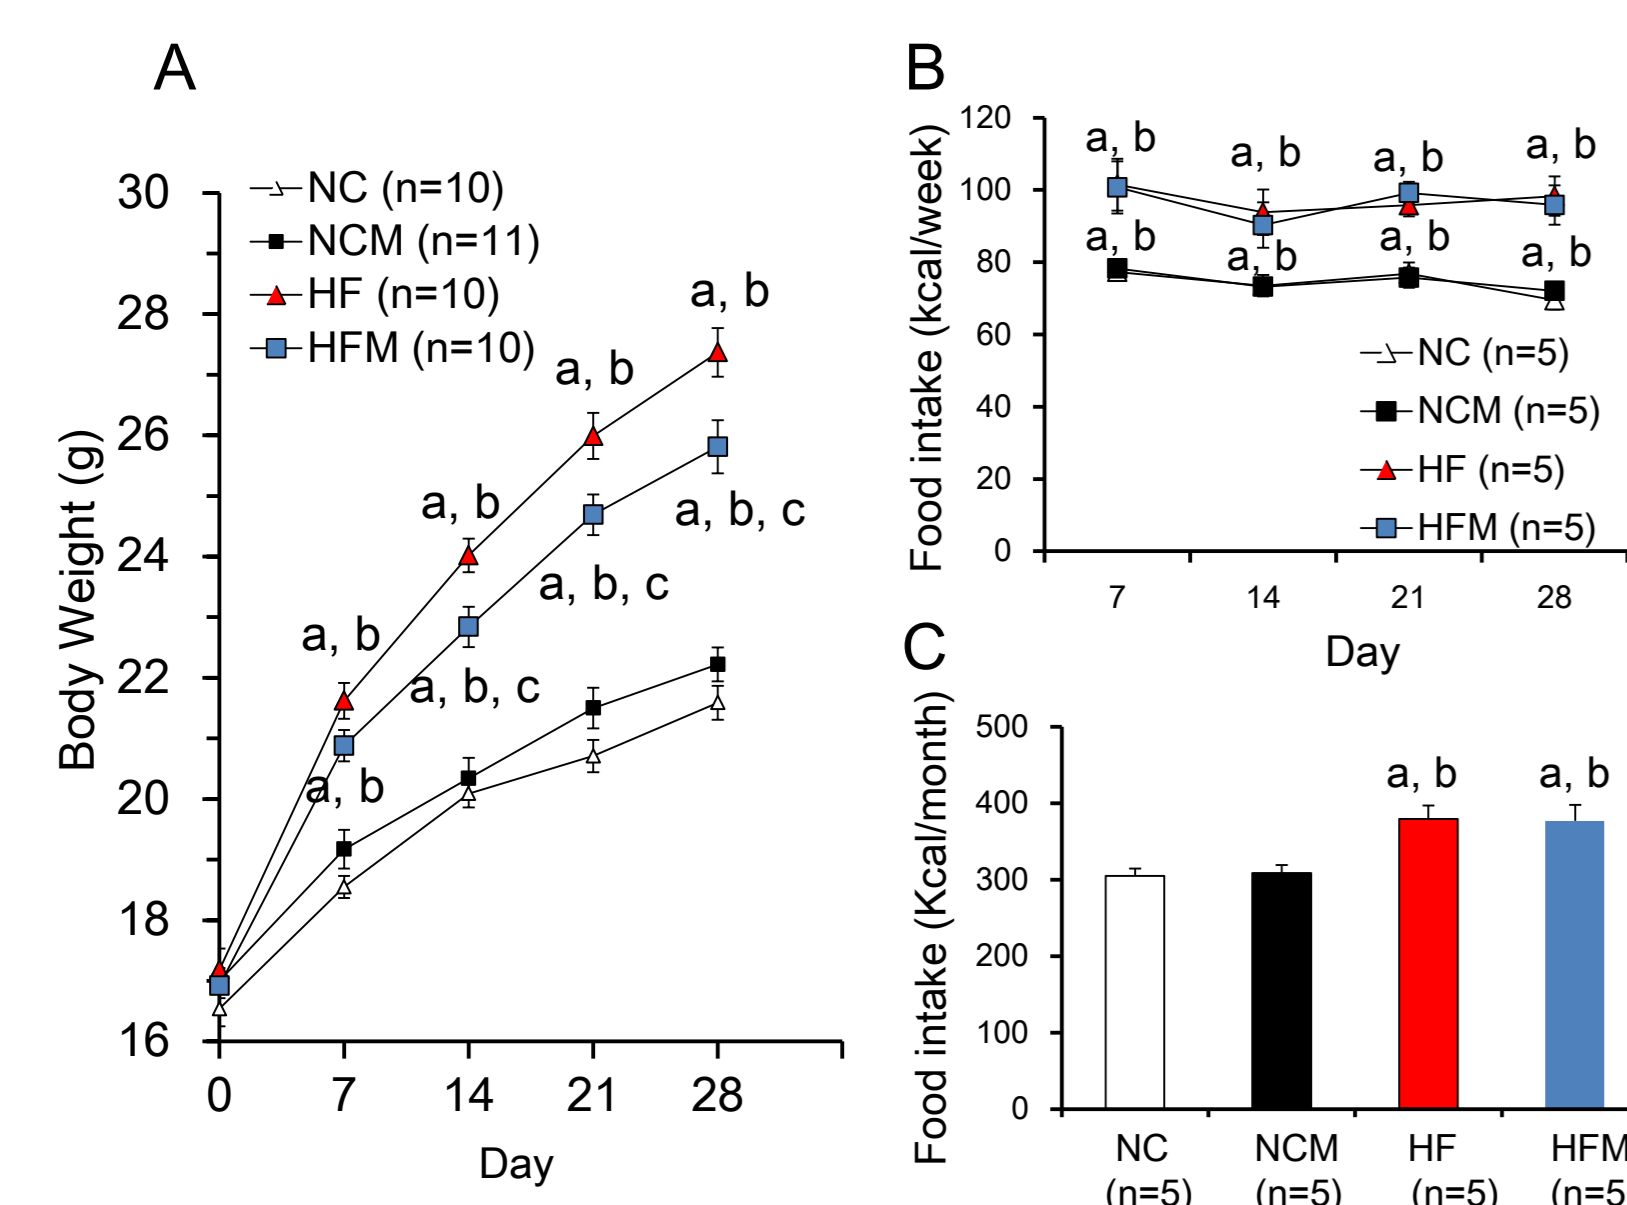 A
NC (n=10)
NCM (n=11)
HF (n=10)
HFM (n=10)
30
28
26
24
22
20
18
16
Body Weight (g)
a, b
a, b
a, b
a, b
a, b, c
a, b, c
a, b, c
a, b
0 7 14 21 28
Day
B
120
100
80
60
40
20
0
Food intake (kcal/week)
a, b a, b a, b a, b
a, b a, b a, b a, b
NC (n=5)
NCM (n=5)
HF (n=5)
HFM (n=5)
7 14 21 28
Day
C
500
400
300
200
100
0
Food intake (Kcal/month)
a, b a, b
NC NCM HF HFM
(n=5) (n=5) (n=5) (n=5